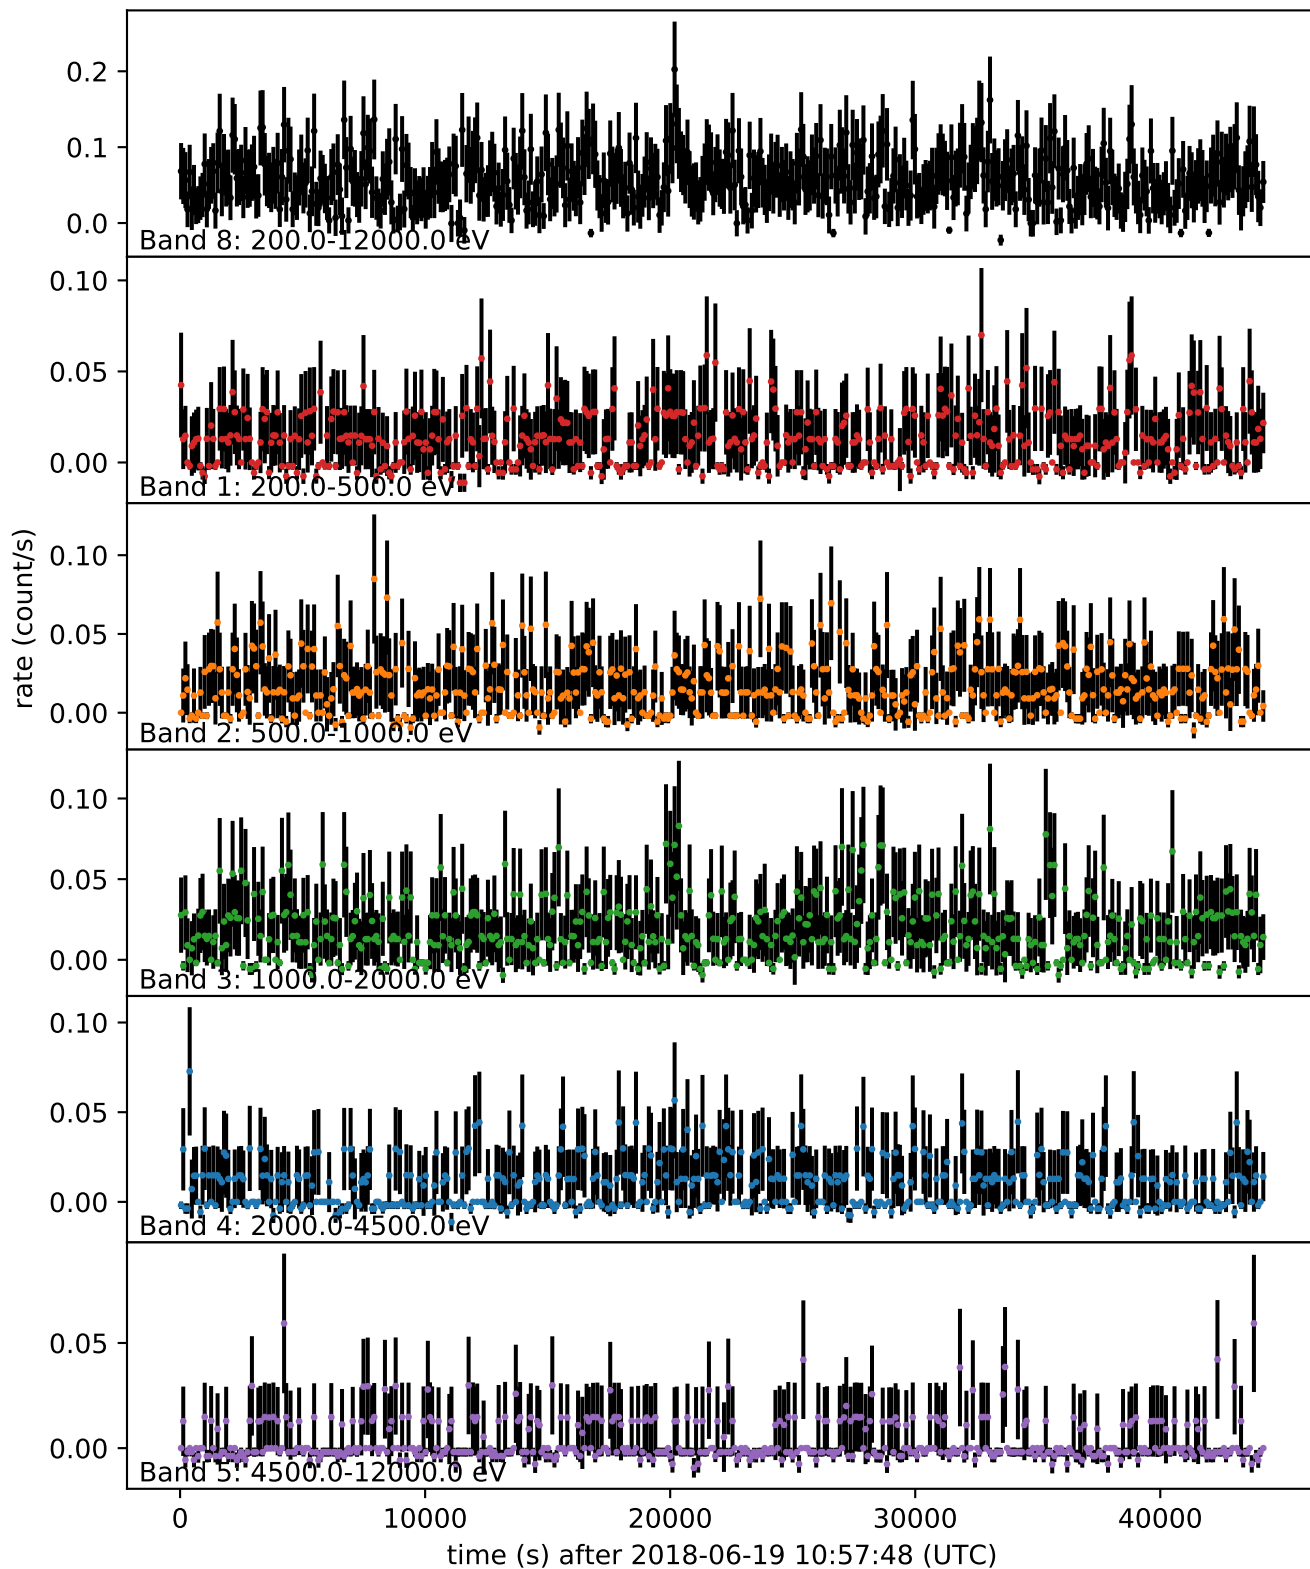 0.2
0.1
0.0
Band 8: 200.0-12000.0 eV
0.10
0.05
0.00
Band 1: 200.0-500.0 eV
0.10
0.05
0.00
Band 2: 500.0-1000.0 eV
rate (count/s)
0.10
0.05
0.00
Band 3: 1000.0-2000.0 eV
0.10
0.05
0.00
Band 4: 2000.0-4500.0 eV
0.05
0.00
Band 5: 4500.0-12000.0 eV
0 10000 20000 30000 40000
time (s) after 2018-06-19 10:57:48 (UTC)